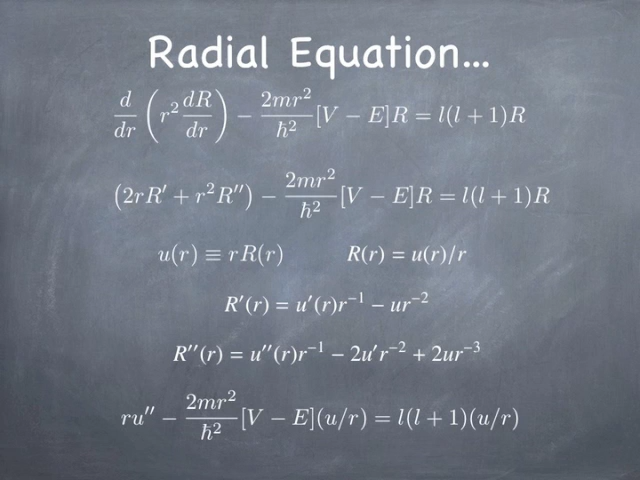 Radial Equation...
d/dr (r² dR/dr) − 2mr²/ħ² [V − E]R = l(l + 1)R
(2rR′ + r²R″) − 2mr²/ħ² [V − E]R = l(l + 1)R
u(r) ≡ rR(r) R(r) = u(r)/r
R′(r) = u′(r)r⁻¹ − ur⁻²
R″(r) = u″(r)r⁻¹ − 2u′r⁻² + 2ur⁻³
ru″ − 2mr²/ħ² [V − E](u/r) = l(l + 1)(u/r)